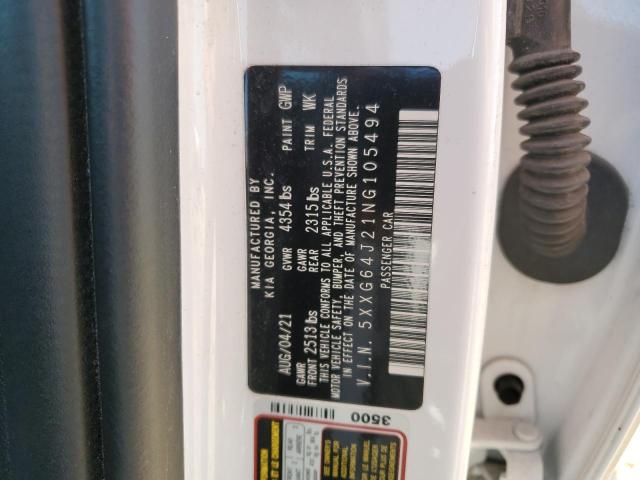 MANUFACTURED BY
KIA GEORGIA, INC.
AUG/04/21 GVWR 4354 lbs PAINT GWP
GAWR FRONT 2513 lbs GAWR REAR 2315 lbs TRIM WK
THIS VEHICLE CONFORMS TO ALL APPLICABLE U.S.A. FEDERAL
MOTOR VEHICLE SAFETY, BUMPER, AND THEFT PREVENTION STANDARDS
IN EFFECT ON THE DATE OF MANUFACTURE SHOWN ABOVE.
V.I.N. 5XXG64J21NG105494
PASSENGER CAR
3500